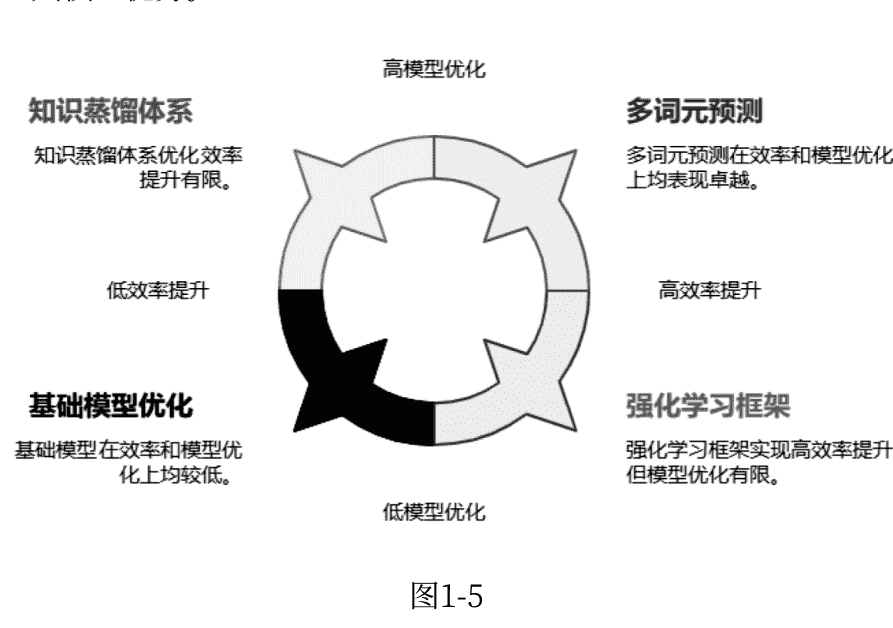 高模型优化
知识蒸馏体系
知识蒸馏体系优化效率
提升有限。
多词元预测
多词元预测在效率和模型优化
上均表现卓越。
低效率提升
高效率提升
基础模型优化
基础模型在效率和模型优
化上均较低。
强化学习框架
强化学习框架实现高效率提升
但模型优化有限。
低模型优化
图1-5